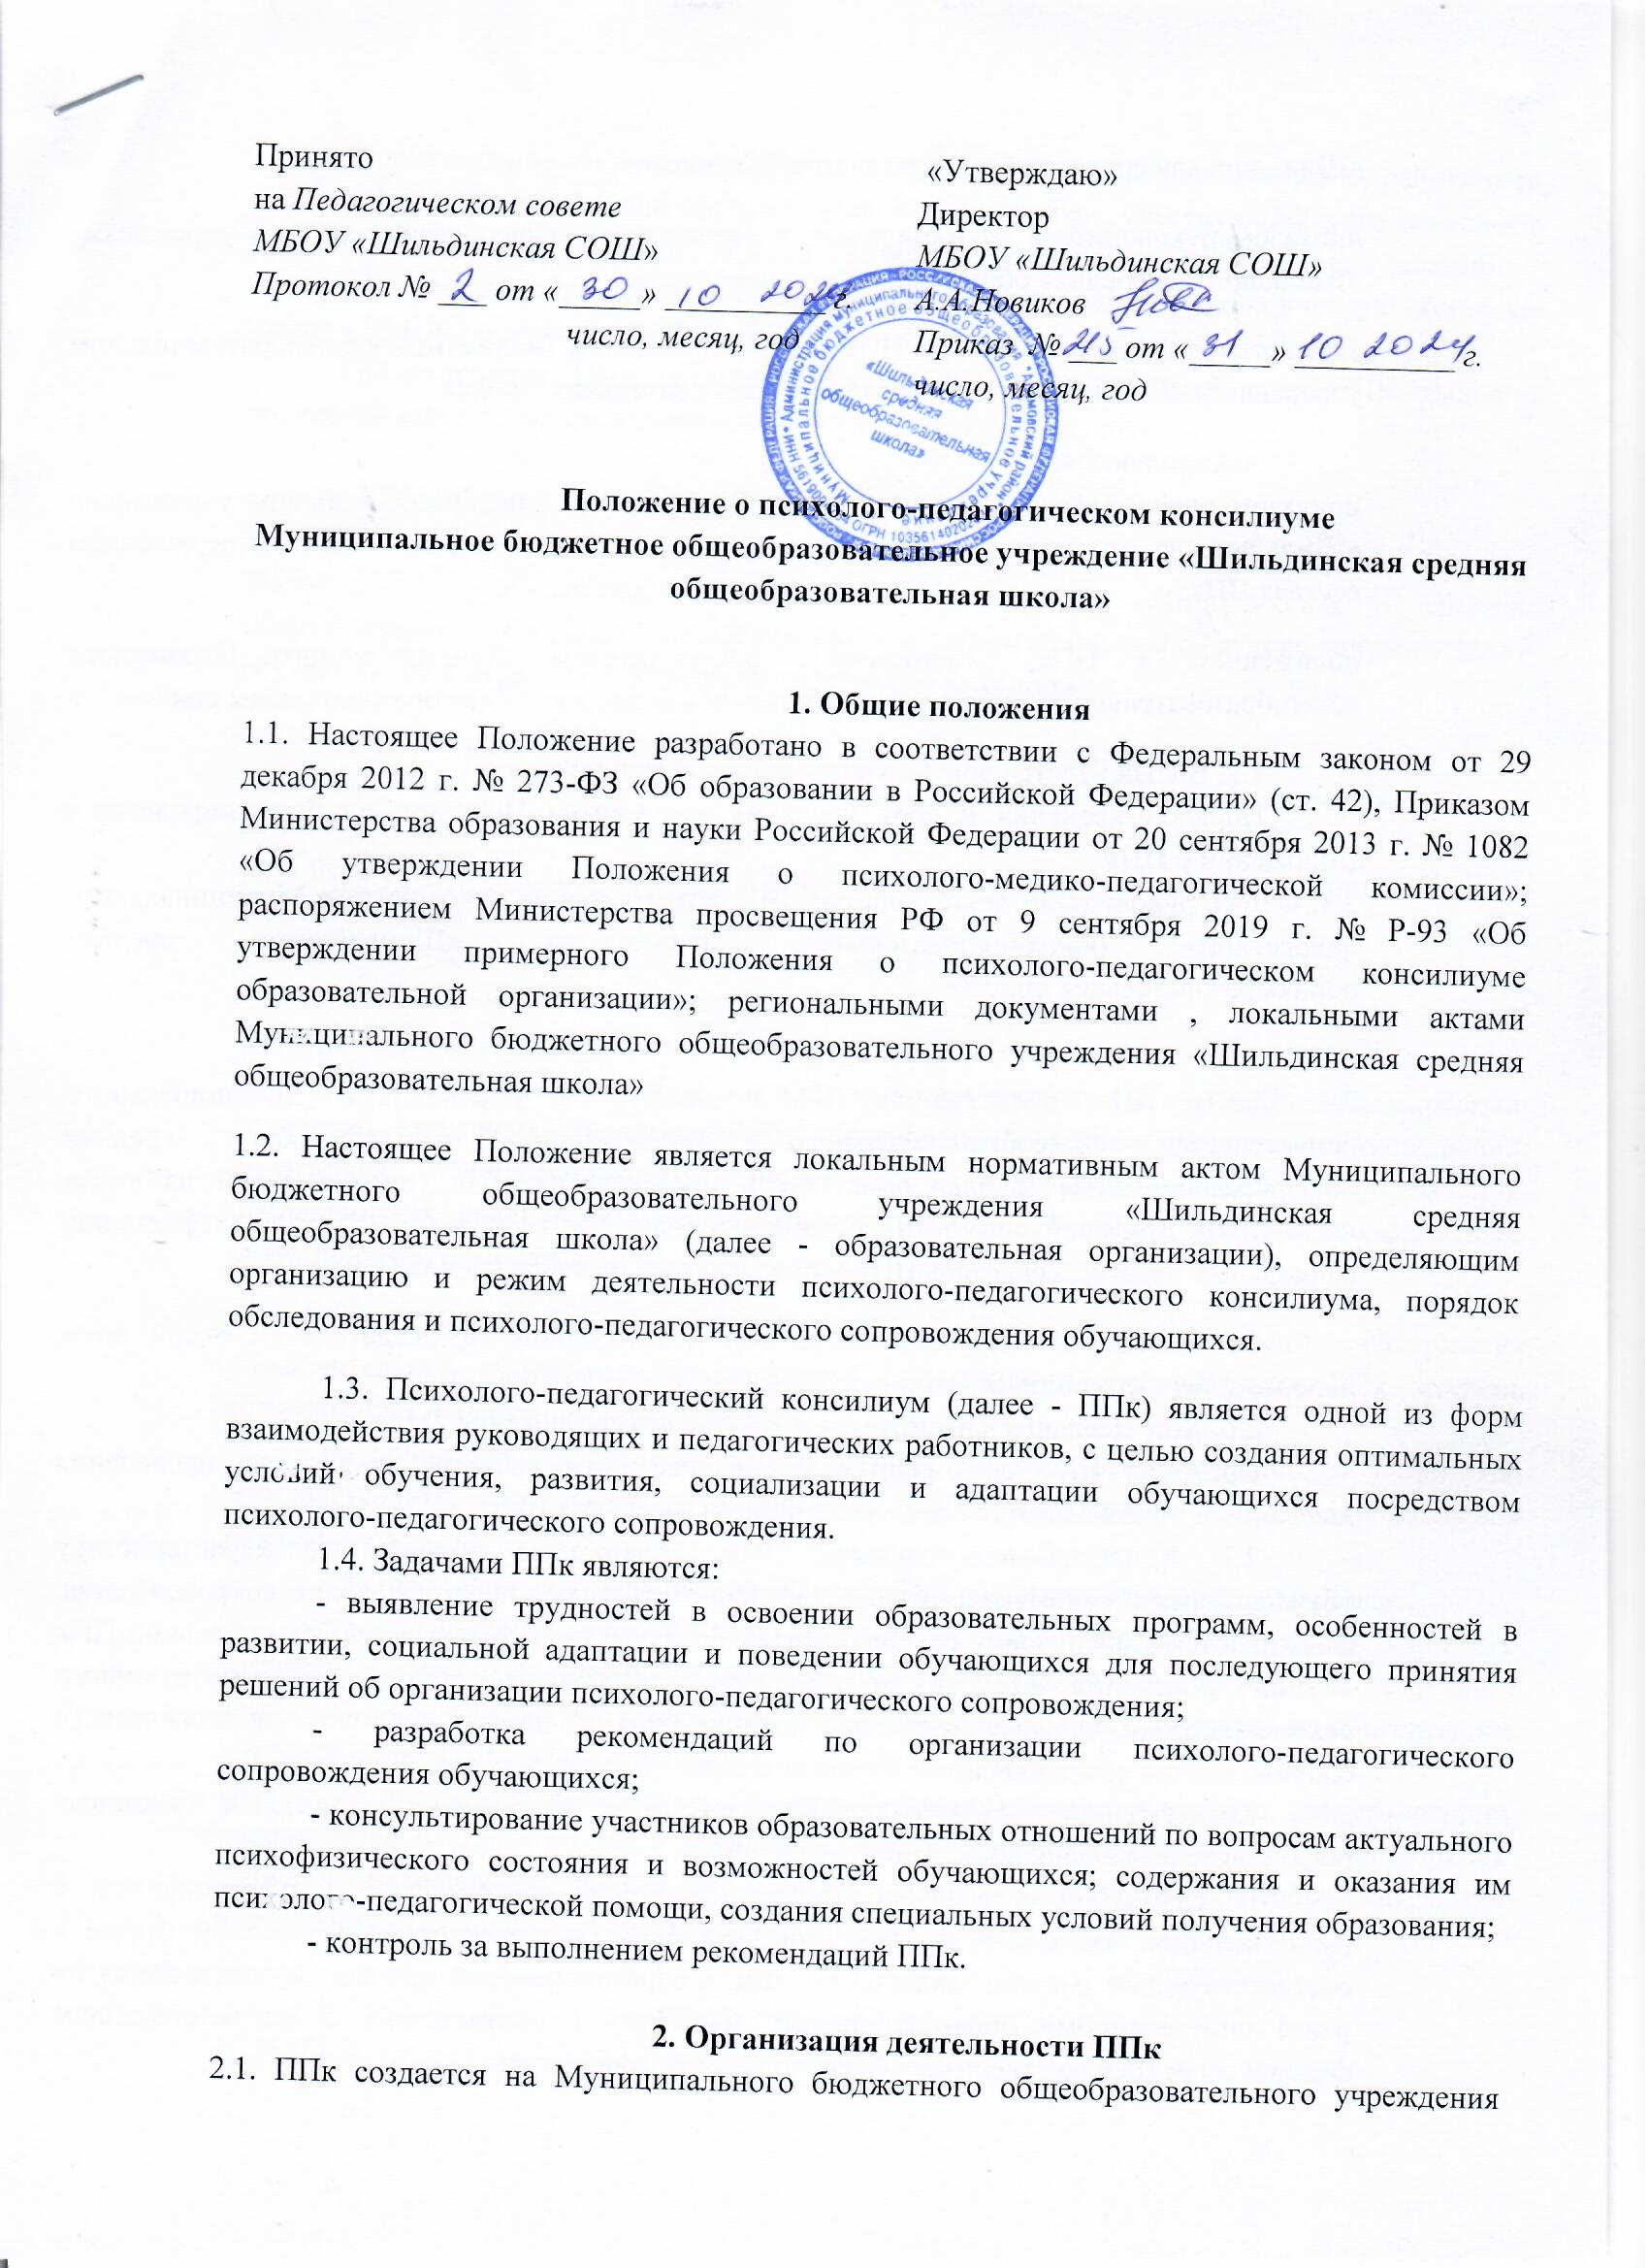 Принято
на Педагогическом совете
МБОУ «Шильдинская СОШ»
Протокол № 2 от «30» 10 2024 г.
число, месяц, год
«Утверждаю»
Директор
МБОУ «Шильдинская СОШ»
А.А.Новиков
Приказ № 215 от «31» 10 2024 г.
число, месяц, год
«Шильдинская
средняя
общеобразовательная
школа»
Положение о психолого-педагогическом консилиуме
Муниципальное бюджетное общеобразовательное учреждение «Шильдинская средняя
общеобразовательная школа»
1. Общие положения
1.1. Настоящее Положение разработано в соответствии с Федеральным законом от 29
декабря 2012 г. № 273-ФЗ «Об образовании в Российской Федерации» (ст. 42), Приказом
Министерства образования и науки Российской Федерации от 20 сентября 2013 г. № 1082
«Об утверждении Положения о психолого-медико-педагогической комиссии»;
распоряжением Министерства просвещения РФ от 9 сентября 2019 г. № Р-93 «Об
утверждении примерного Положения о психолого-педагогическом консилиуме
образовательной организации»; региональными документами , локальными актами
Муниципального бюджетного общеобразовательного учреждения «Шильдинская средняя
общеобразовательная школа»
1.2. Настоящее Положение является локальным нормативным актом Муниципального
бюджетного общеобразовательного учреждения «Шильдинская средняя
общеобразовательная школа» (далее - образовательная организации), определяющим
организацию и режим деятельности психолого-педагогического консилиума, порядок
обследования и психолого-педагогического сопровождения обучающихся.
1.3. Психолого-педагогический консилиум (далее - ППк) является одной из форм
взаимодействия руководящих и педагогических работников, с целью создания оптимальных
условий обучения, развития, социализации и адаптации обучающихся посредством
психолого-педагогического сопровождения.
1.4. Задачами ППк являются:
- выявление трудностей в освоении образовательных программ, особенностей в
развитии, социальной адаптации и поведении обучающихся для последующего принятия
решений об организации психолого-педагогического сопровождения;
- разработка рекомендаций по организации психолого-педагогического
сопровождения обучающихся;
- консультирование участников образовательных отношений по вопросам актуального
психофизического состояния и возможностей обучающихся; содержания и оказания им
психолого-педагогической помощи, создания специальных условий получения образования;
- контроль за выполнением рекомендаций ППк.
2. Организация деятельности ППк
2.1. ППк создается на Муниципального бюджетного общеобразовательного учреждения